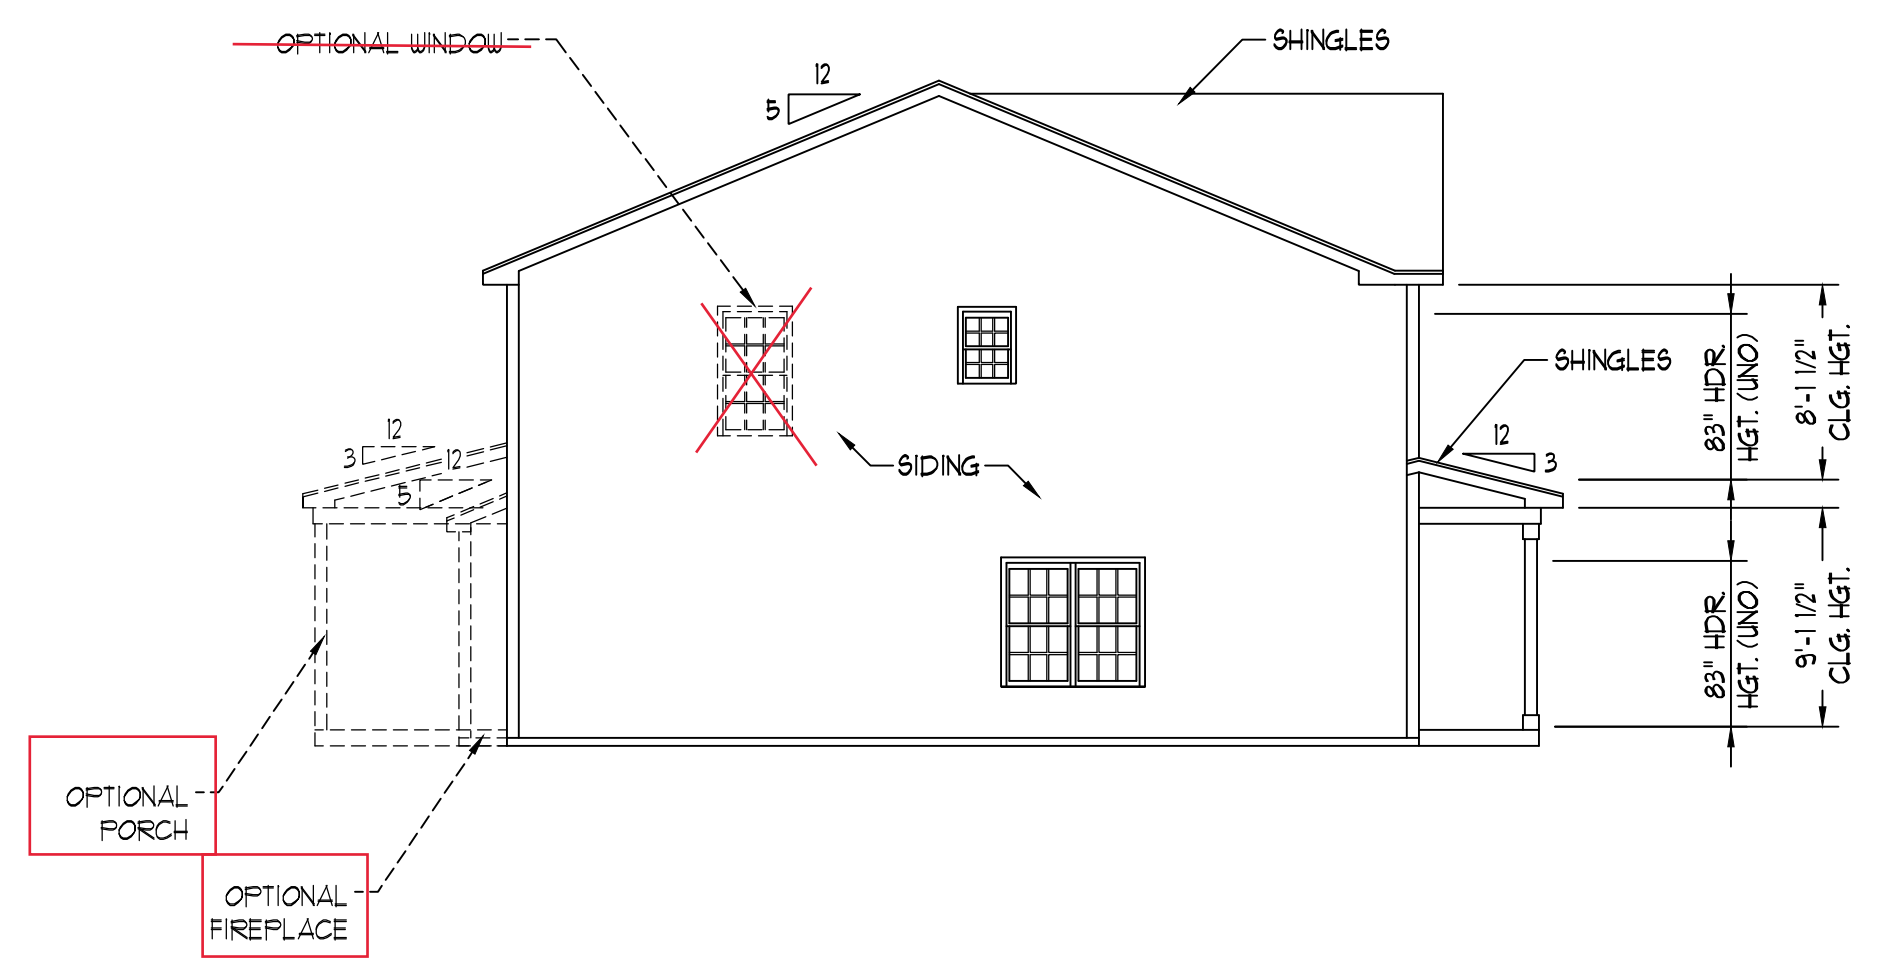 OPTIONAL WINDOW
SHINGLES
12
5
SHINGLES
12
3
12
3
12
5
SIDING
83" HDR.
HGT. (UNO)
8'-1 1/2"
CLG. HGT.
83" HDR.
HGT. (UNO)
9'-1 1/2"
CLG. HGT.
OPTIONAL
PORCH
OPTIONAL
FIREPLACE